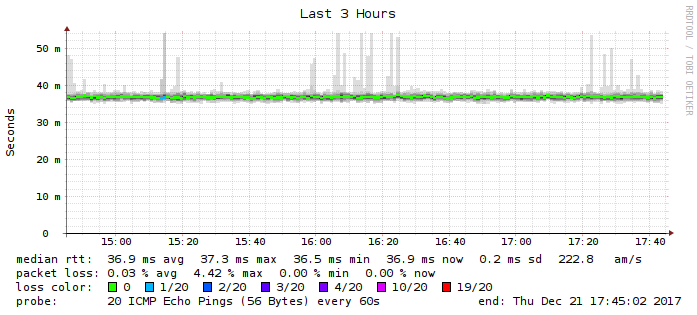 Last 3 Hours
RRDTOOL / TOBI OETIKER
Seconds
50 m
40 m
30 m
20 m
10 m
0
15:00 15:20 15:40 16:00 16:20 16:40 17:00 17:20 17:40
median rtt: 36.9 ms avg 37.3 ms max 36.5 ms min 36.9 ms now 0.2 ms sd 222.8 am/s
packet loss: 0.03 % avg 4.42 % max 0.00 % min 0.00 % now
loss color: 0 1/20 2/20 3/20 4/20 10/20 19/20
probe: 20 ICMP Echo Pings (56 Bytes) every 60s end: Thu Dec 21 17:45:02 2017